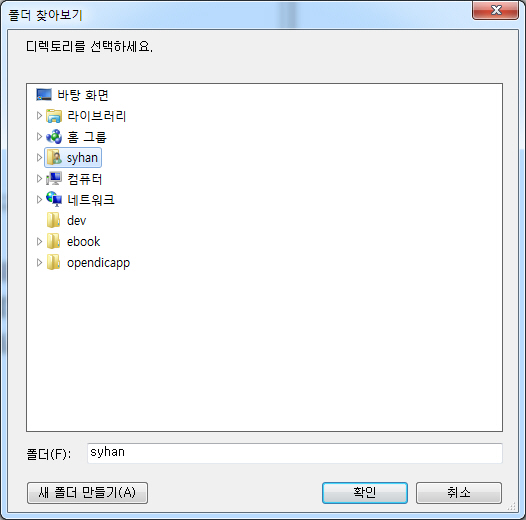 폴더 찾아보기
디렉토리를 선택하세요.
바탕 화면
라이브러리
홈 그룹
syhan
컴퓨터
네트워크
dev
ebook
opendicapp
폴더(F): syhan
새 폴더 만들기(A) 확인 취소